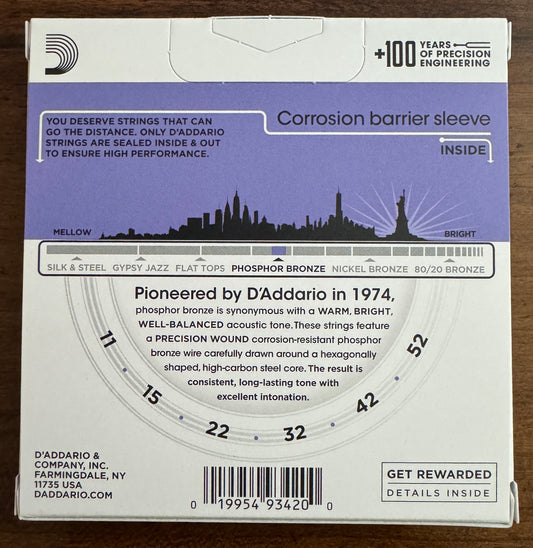 +100 YEARS OF PRECISION ENGINEERING
YOU DESERVE STRINGS THAT CAN
GO THE DISTANCE. ONLY D'ADDARIO
STRINGS ARE SEALED INSIDE & OUT
TO ENSURE HIGH PERFORMANCE.
Corrosion barrier sleeve
INSIDE
MELLOW
BRIGHT
SILK & STEEL GYPSY JAZZ FLAT TOPS PHOSPHOR BRONZE NICKEL BRONZE 80/20 BRONZE
Pioneered by D'Addario in 1974,
phosphor bronze is synonymous with a WARM, BRIGHT,
WELL-BALANCED acoustic tone. These strings feature
a PRECISION WOUND corrosion-resistant phosphor
bronze wire carefully drawn around a hexagonally
shaped, high-carbon steel core. The result is
consistent, long-lasting tone with
excellent intonation.
11 • 15 • 22 • 32 • 42 • 52
D'ADDARIO &
COMPANY, INC.
FARMINGDALE, NY
11735 USA
DADDARIO.COM
0 19954 93420 0
GET REWARDED
DETAILS INSIDE